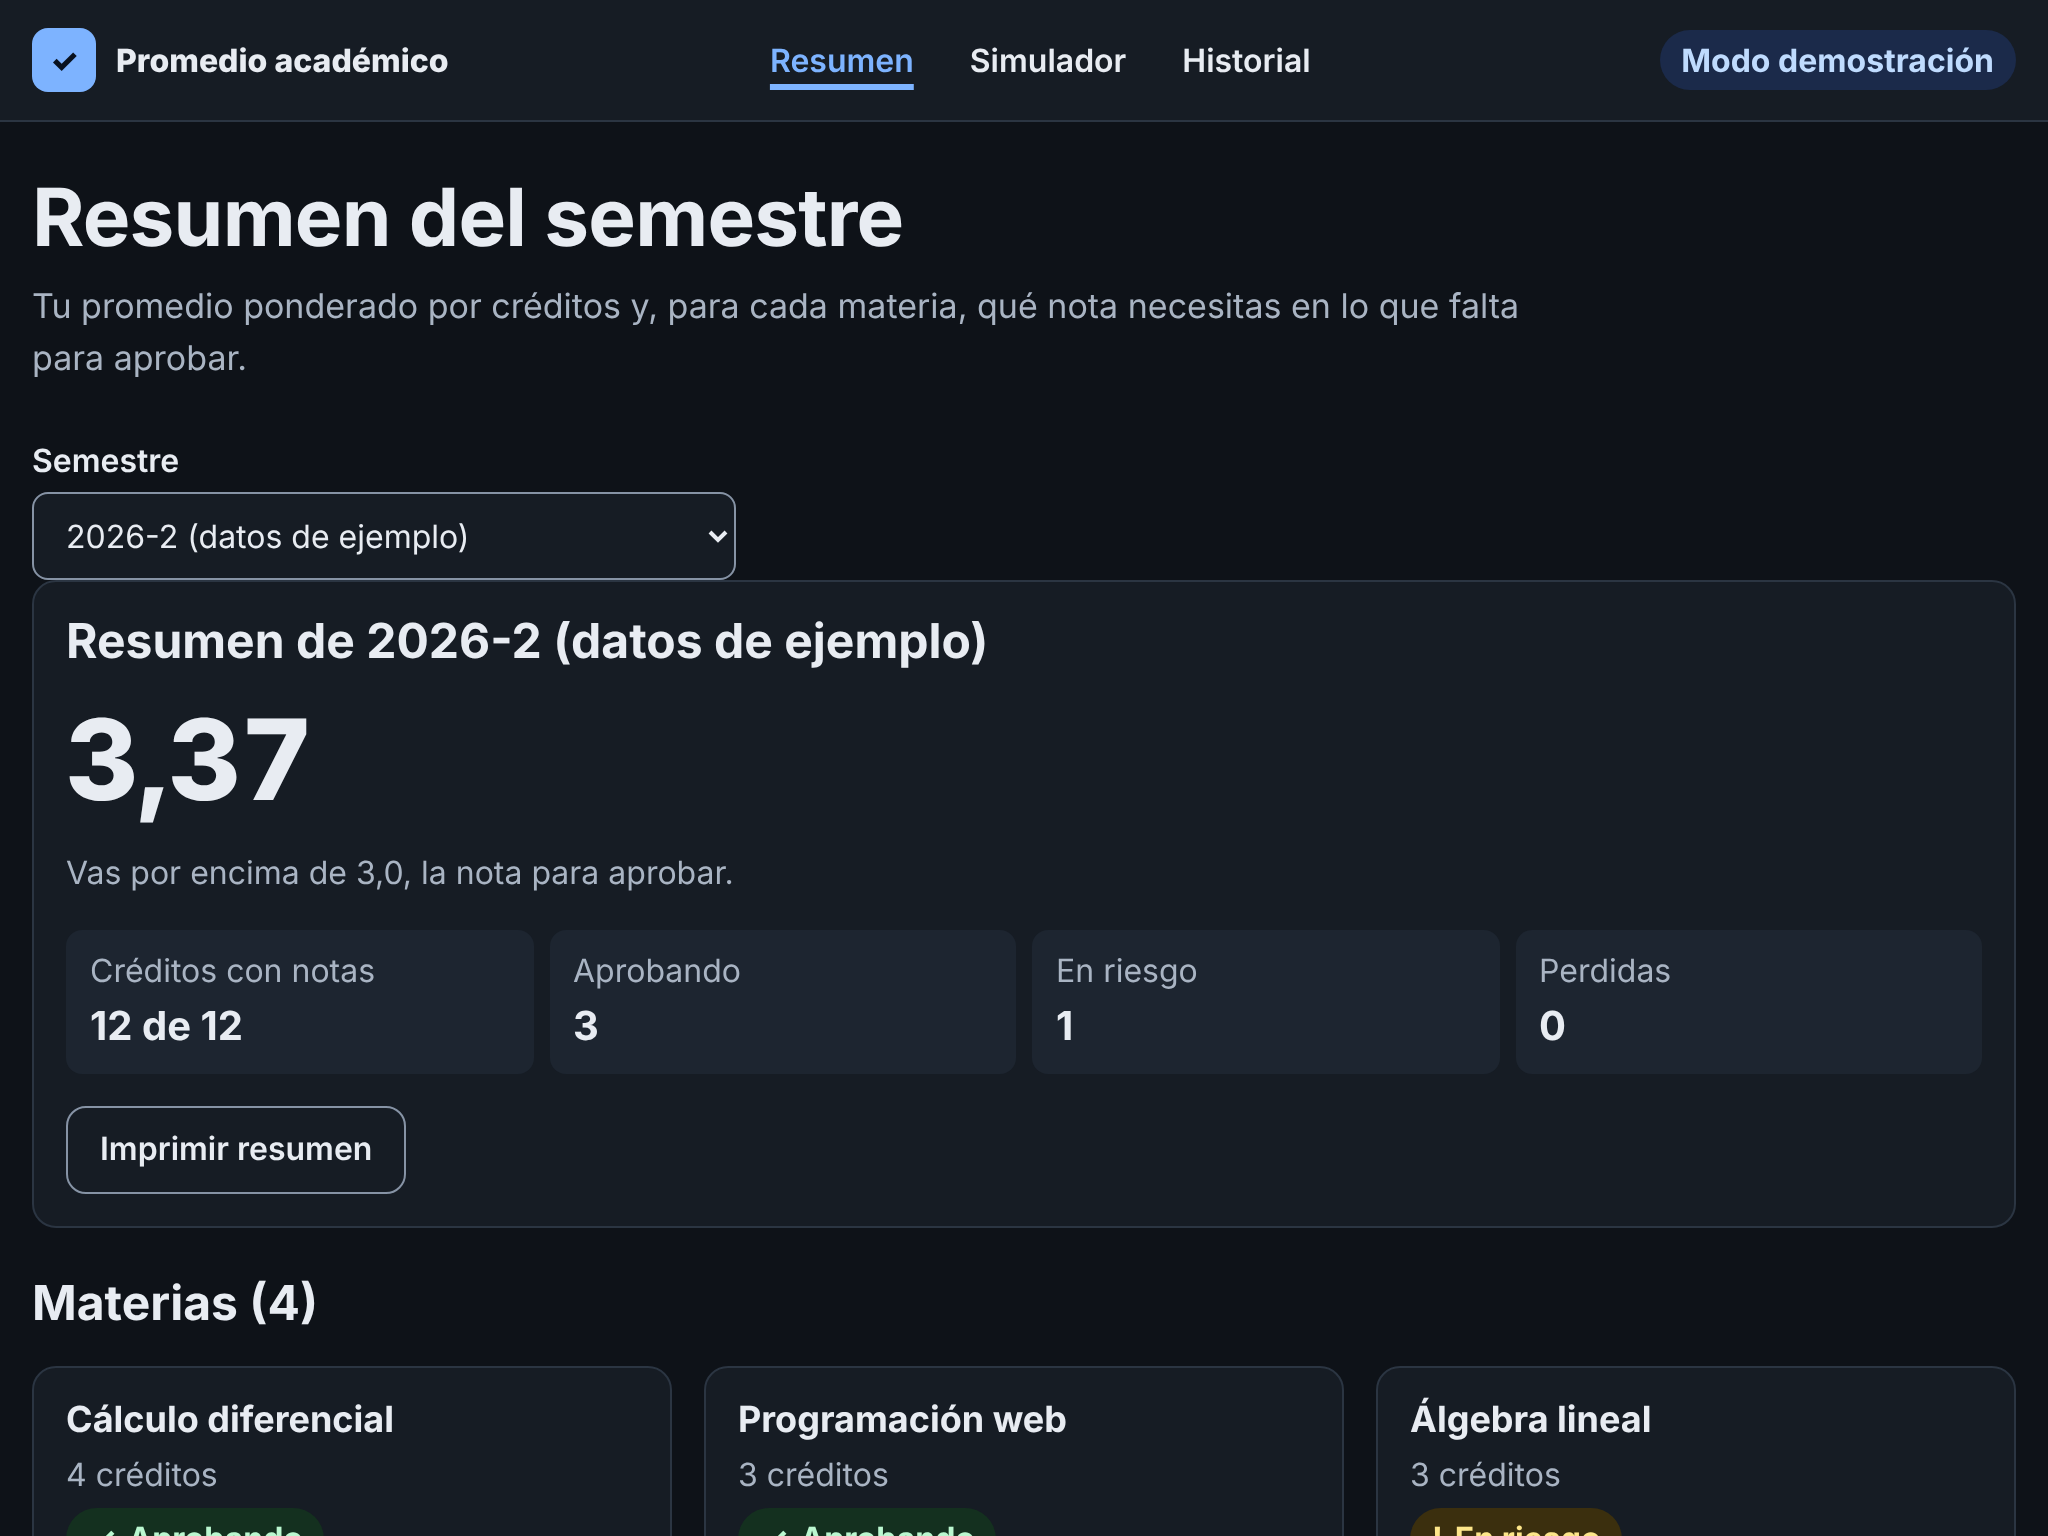 Promedio académico
Resumen
Simulador
Historial
Modo demostración
Resumen del semestre
Tu promedio ponderado por créditos y, para cada materia, qué nota necesitas en lo que falta
para aprobar.
Semestre
2026-2 (datos de ejemplo)
Resumen de 2026-2 (datos de ejemplo)
3,37
Vas por encima de 3,0, la nota para aprobar.
Créditos con notas
12 de 12
Aprobando
3
En riesgo
1
Perdidas
0
Imprimir resumen
Materias (4)
Cálculo diferencial
4 créditos
✓ Aprobando
Programación web
3 créditos
✓ Aprobando
Álgebra lineal
3 créditos
! En riesgo